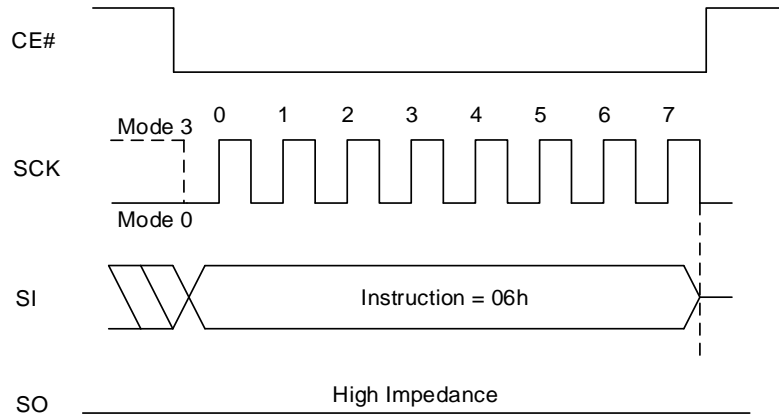 CE#
0 1 2 3 4 5 6 7
Mode 3
SCK
Mode 0
SI
Instruction = 06h
High Impedance
SO